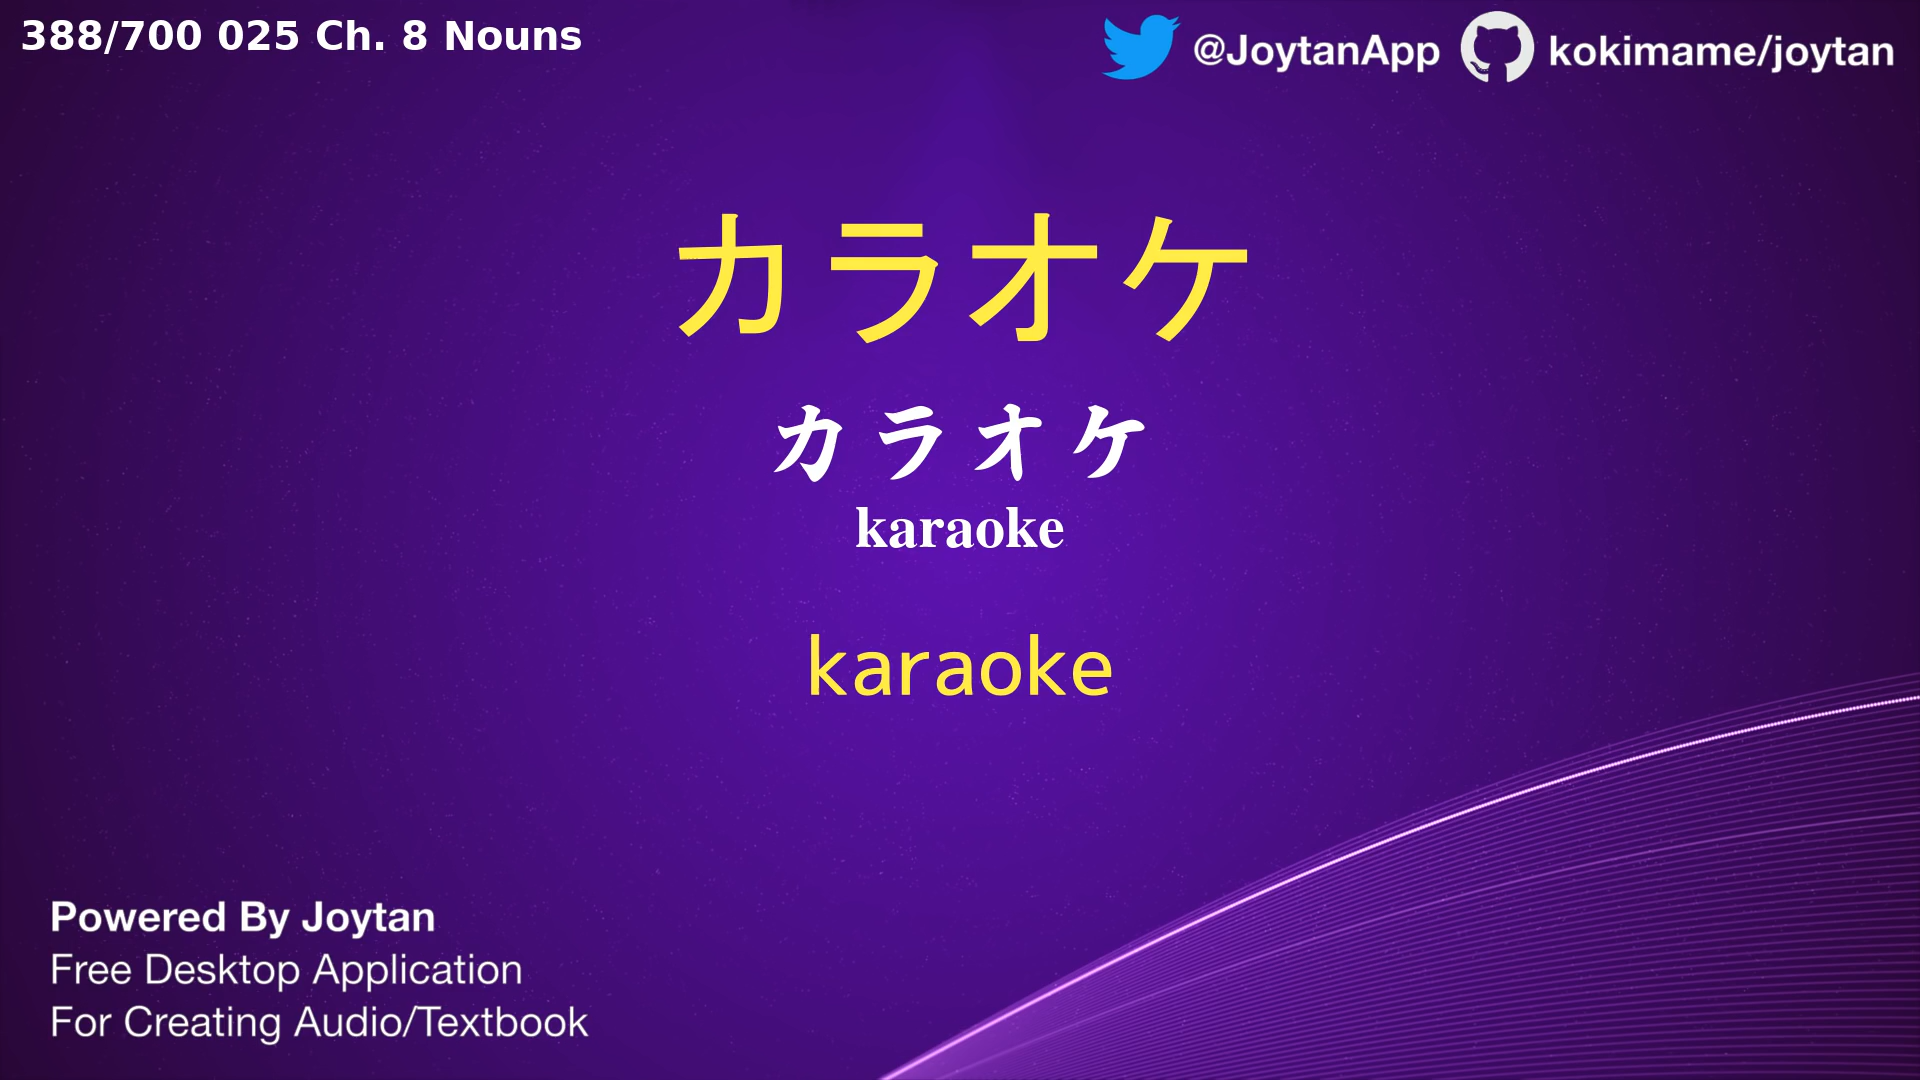 388/700 025 Ch. 8 Nouns
@JoytanApp kokimame/joytan
カラオケ
カラオケ
karaoke
karaoke
Powered By Joytan
Free Desktop Application
For Creating Audio/Textbook